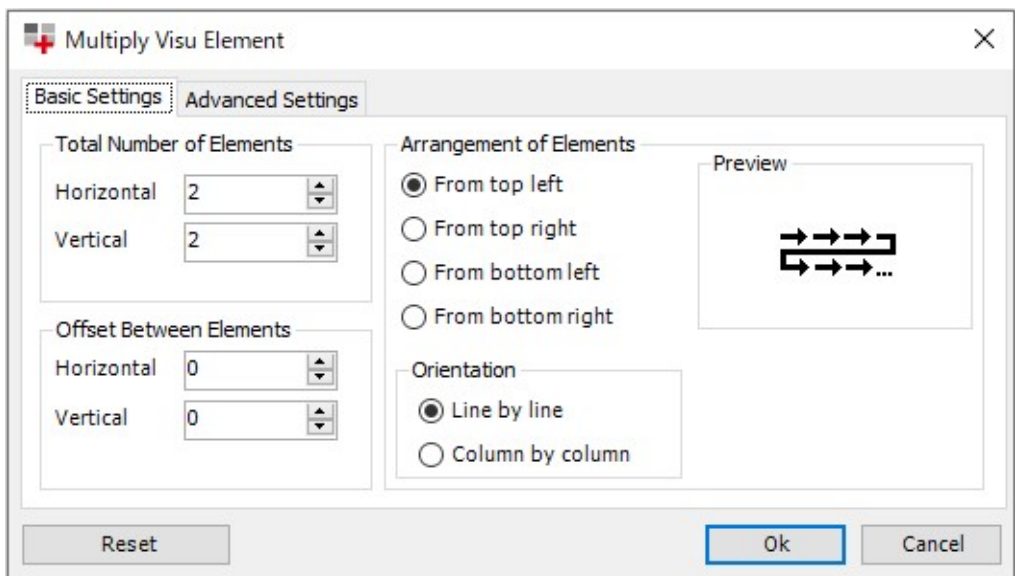 Multiply Visu Element
Basic Settings
Advanced Settings
Total Number of Elements
Horizontal 2
Vertical 2
Offset Between Elements
Horizontal 0
Vertical 0
Arrangement of Elements
From top left
From top right
From bottom left
From bottom right
Orientation
Line by line
Column by column
Preview
...
Reset
Ok
Cancel